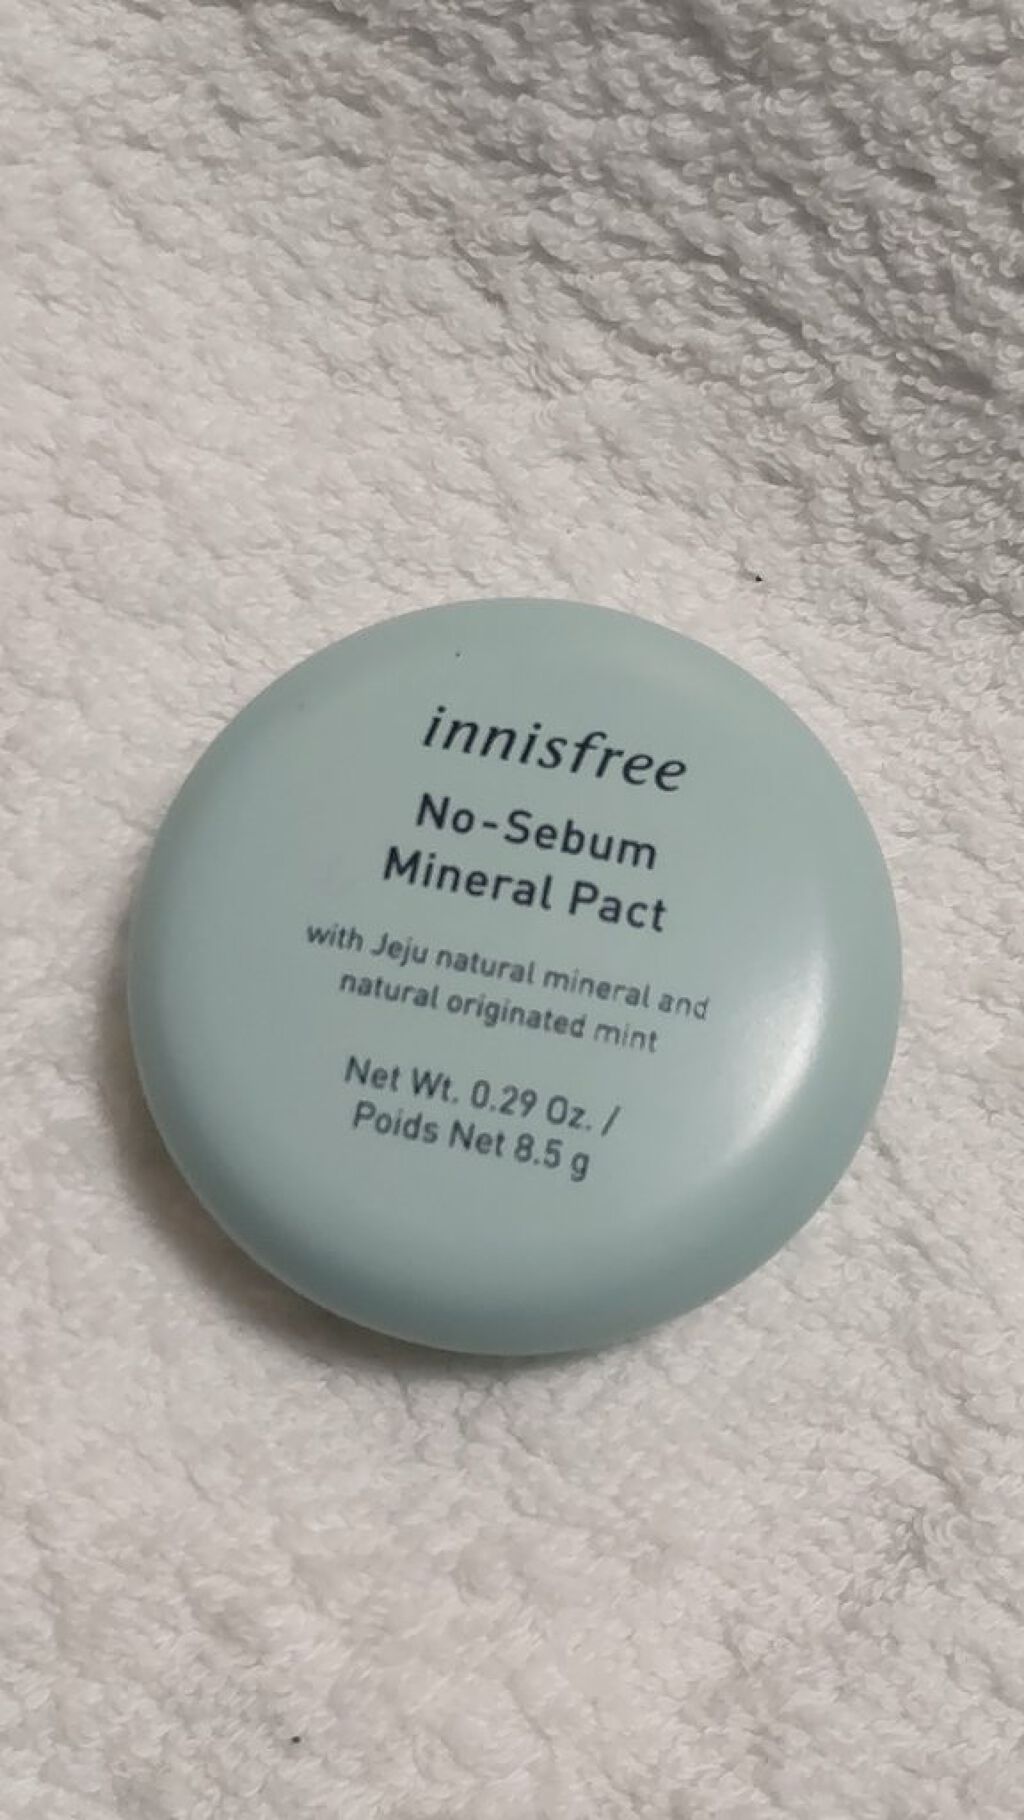 innisfree
No-Sebum
Mineral Pact
with Jeju natural mineral and
natural originated mint
Net Wt. 0.29 Oz. /
Poids Net 8.5 g